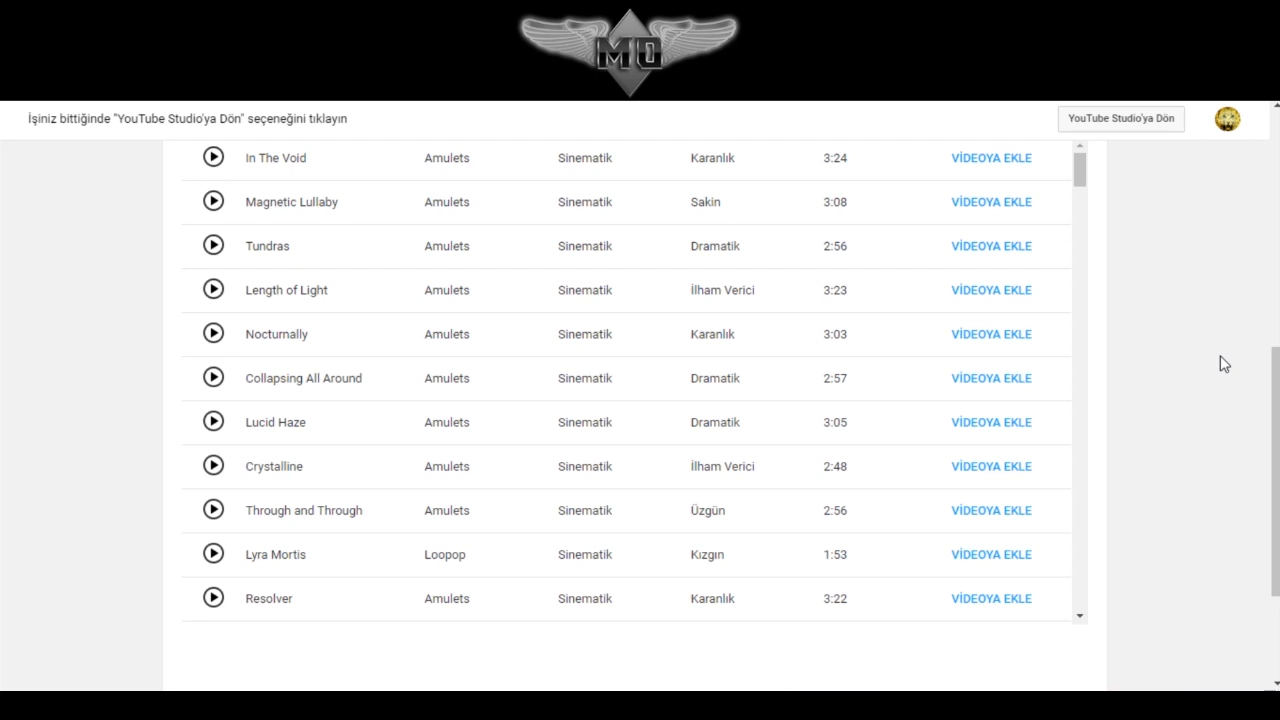 MO
İşiniz bittiğinde "YouTube Studio'ya Dön" seçeneğini tıklayın YouTube Studio'ya Dön
In The Void Amulets Sinematik Karanlık 3:24 VİDEOYA EKLE
Magnetic Lullaby Amulets Sinematik Sakin 3:08 VİDEOYA EKLE
Tundras Amulets Sinematik Dramatik 2:56 VİDEOYA EKLE
Length of Light Amulets Sinematik İlham Verici 3:23 VİDEOYA EKLE
Nocturnally Amulets Sinematik Karanlık 3:03 VİDEOYA EKLE
Collapsing All Around Amulets Sinematik Dramatik 2:57 VİDEOYA EKLE
Lucid Haze Amulets Sinematik Dramatik 3:05 VİDEOYA EKLE
Crystalline Amulets Sinematik İlham Verici 2:48 VİDEOYA EKLE
Through and Through Amulets Sinematik Üzgün 2:56 VİDEOYA EKLE
Lyra Mortis Loopop Sinematik Kızgın 1:53 VİDEOYA EKLE
Resolver Amulets Sinematik Karanlık 3:22 VİDEOYA EKLE